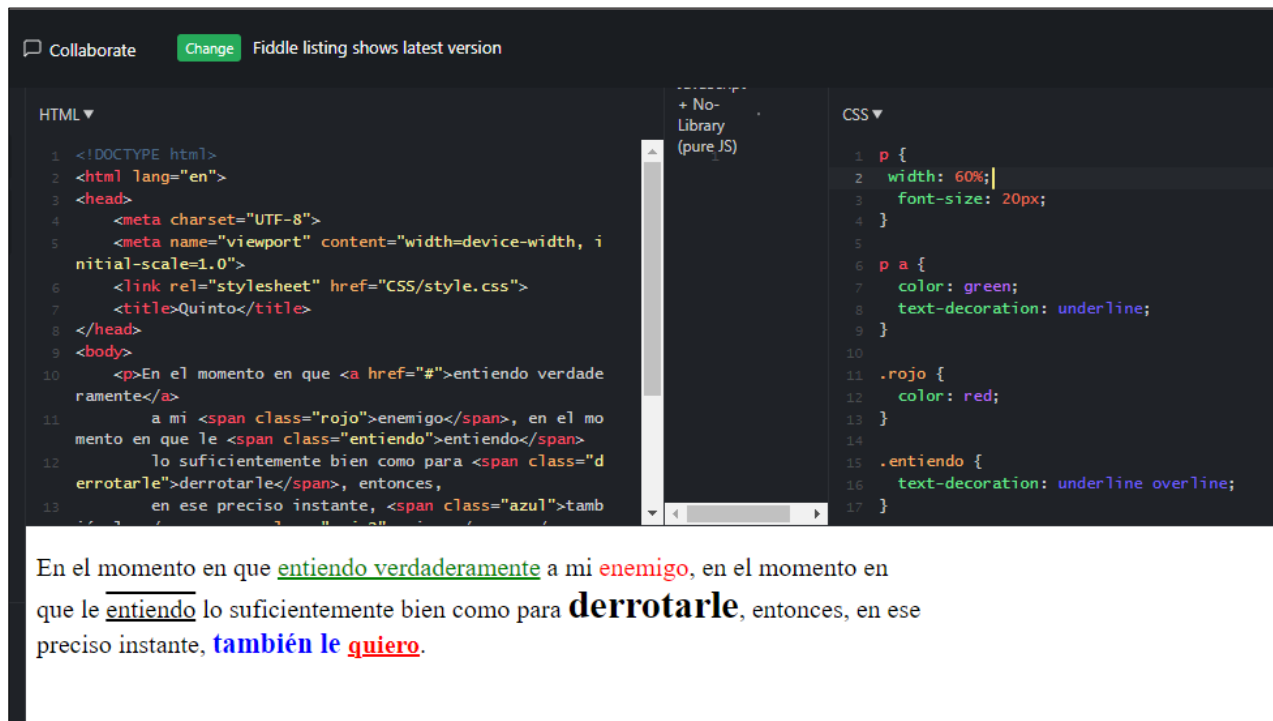 Collaborate Change Fiddle listing shows latest version
HTML ▼
1 <!DOCTYPE html>
2 <html lang="en">
3 <head>
4 <meta charset="UTF-8">
5 <meta name="viewport" content="width=device-width, i
nitial-scale=1.0">
6 <link rel="stylesheet" href="CSS/style.css">
7 <title>Quinto</title>
8 </head>
9 <body>
10 <p>En el momento en que <a href="#">entiendo verdade
ramente</a>
11 a mi <span class="rojo">enemigo</span>, en el mo
mento en que le <span class="entiendo">entiendo</span>
12 lo suficientemente bien como para <span class="d
errotarle">derrotarle</span>, entonces,
13 en ese preciso instante, <span class="azul">tamb
+ No-
Library
(pure JS)
1
CSS ▼
1 p {
2 width: 60%;
3 font-size: 20px;
4 }
5
6 p a {
7 color: green;
8 text-decoration: underline;
9 }
10
11 .rojo {
12 color: red;
13 }
14
15 .entiendo {
16 text-decoration: underline overline;
17 }
En el momento en que entiendo verdaderamente a mi enemigo, en el momento en
que le entiendo lo suficientemente bien como para derrotarle, entonces, en ese
preciso instante, también le quiero.